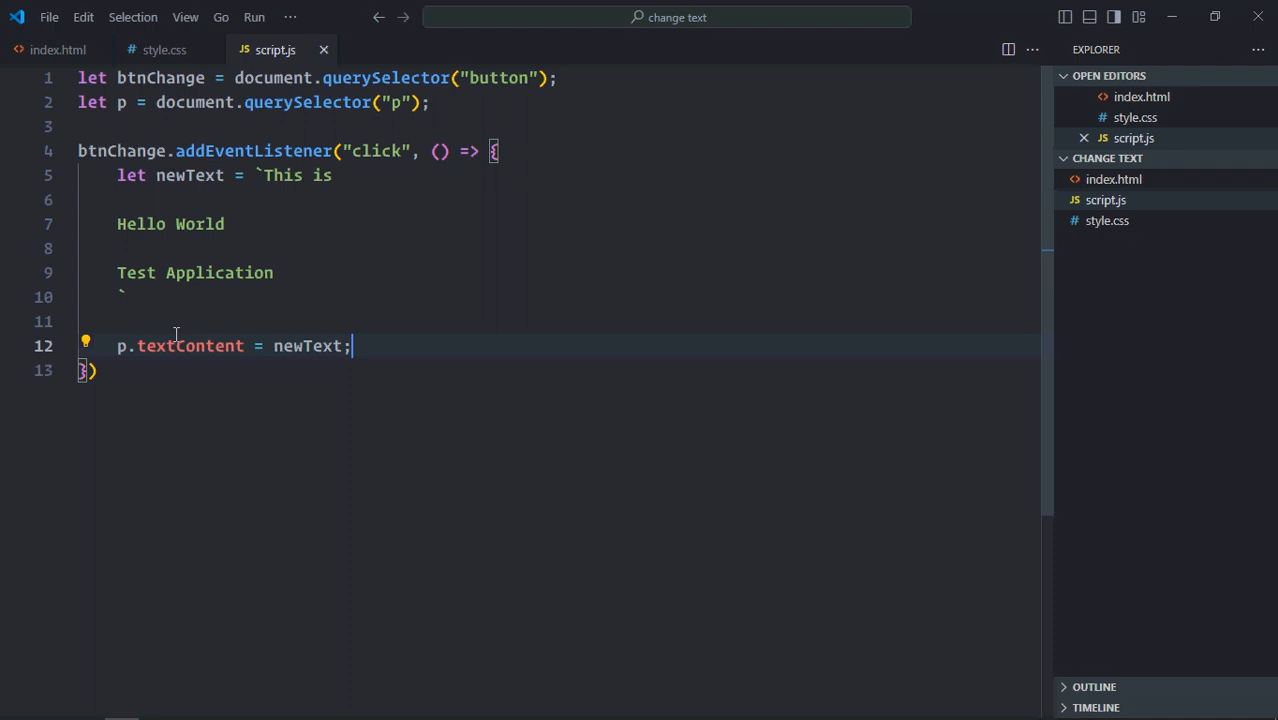 File Edit Selection View Go Run ··· change text
index.html style.css JS script.js
1 let btnChange = document.querySelector("button");
2 let p = document.querySelector("p");
3
4 btnChange.addEventListener("click", () => {
5 let newText = `This is
6
7 Hello World
8
9 Test Application
10 `
11
12 p.textContent = newText;
13 })
EXPLORER
OPEN EDITORS
index.html
# style.css
JS script.js
CHANGE TEXT
index.html
JS script.js
# style.css
OUTLINE
TIMELINE